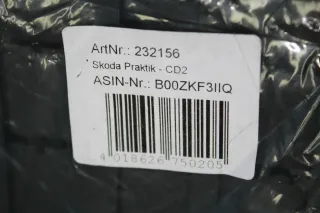 ArtNr.: 232156
Skoda Praktik - CD2
ASIN-Nr.: B00ZKF3IIQ
4 018626 750205